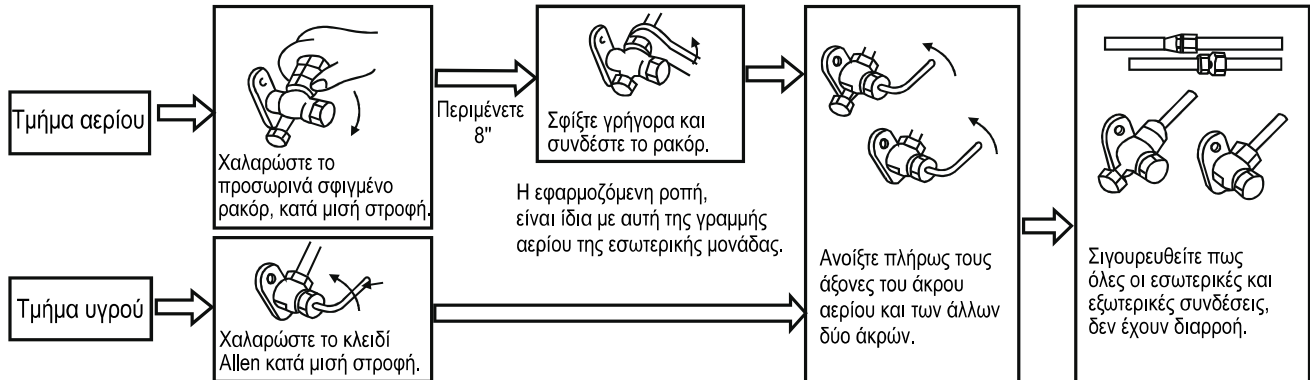 Τμήμα αερίου
Χαλαρώστε το
προσωρινά σφιγμένο
ρακόρ, κατά μισή στροφή.
Περιμένετε
8"
Σφίξτε γρήγορα και
συνδέστε το ρακόρ.
Η εφαρμοζόμενη ροπή,
είναι ίδια με αυτή της γραμμής
αερίου της εσωτερικής μονάδας.
Τμήμα υγρού
Χαλαρώστε το κλειδί
Allen κατά μισή στροφή.
Ανοίξτε πλήρως τους
άξονες του άκρου
αερίου και των άλλων
δύο άκρών.
Σιγουρευθείτε πως
όλες οι εσωτερικές και
εξωτερικές συνδέσεις,
δεν έχουν διαρροή.